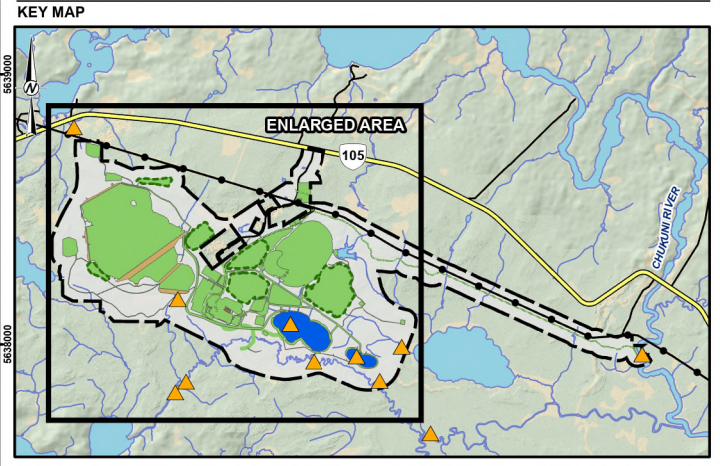 KEY MAP
5639000
N
ENLARGED AREA
105
CHUKUNI RIVER
5638000